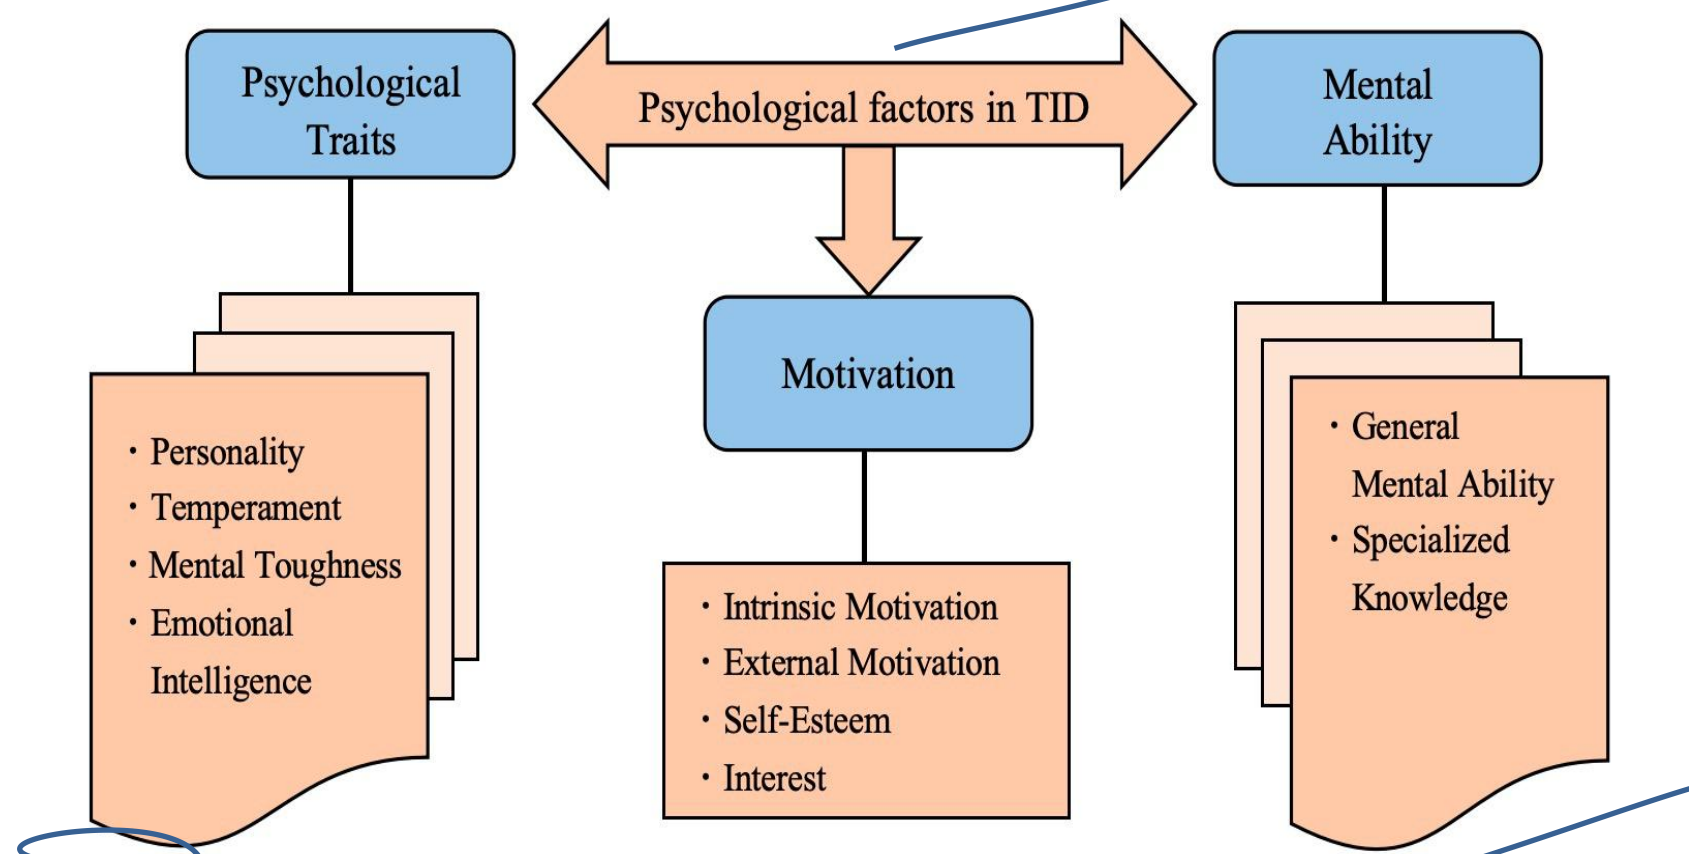 Psychological
Traits
Psychological factors in TID
Mental
Ability
Motivation
· Personality
· Temperament
· Mental Toughness
· Emotional
Intelligence
· Intrinsic Motivation
· External Motivation
· Self-Esteem
· Interest
· General
Mental Ability
· Specialized
Knowledge